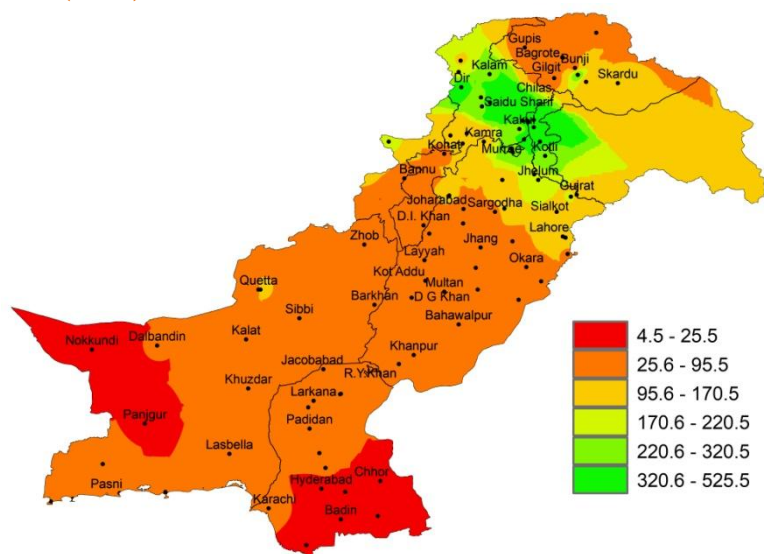 Gupis
Bagrote
Bunji
Gilgit
Kalam
Skardu
Dir
Chilas
Saidu Sharif
Kakul
Kamra
Kohat
Murree
Kotli
Bannu
Jhelum
Gujrat
Joharabad
Sargodha
Sialkot
D.I. Khan
Lahore
Zhob
Jhang
Layyah
Okara
Kot Addu
Quetta
Multan
Barkhan
D G Khan
Sibbi
Bahawalpur
Nokkundi
Dalbandin
Kalat
Khanpur
Jacobabad
R.Y.Khan
Khuzdar
Larkana
Panjgur
Padidan
Lasbella
Pasni
Hyderabad
Chhor
Karachi
Badin
4.5 - 25.5
25.6 - 95.5
95.6 - 170.5
170.6 - 220.5
220.6 - 320.5
320.6 - 525.5